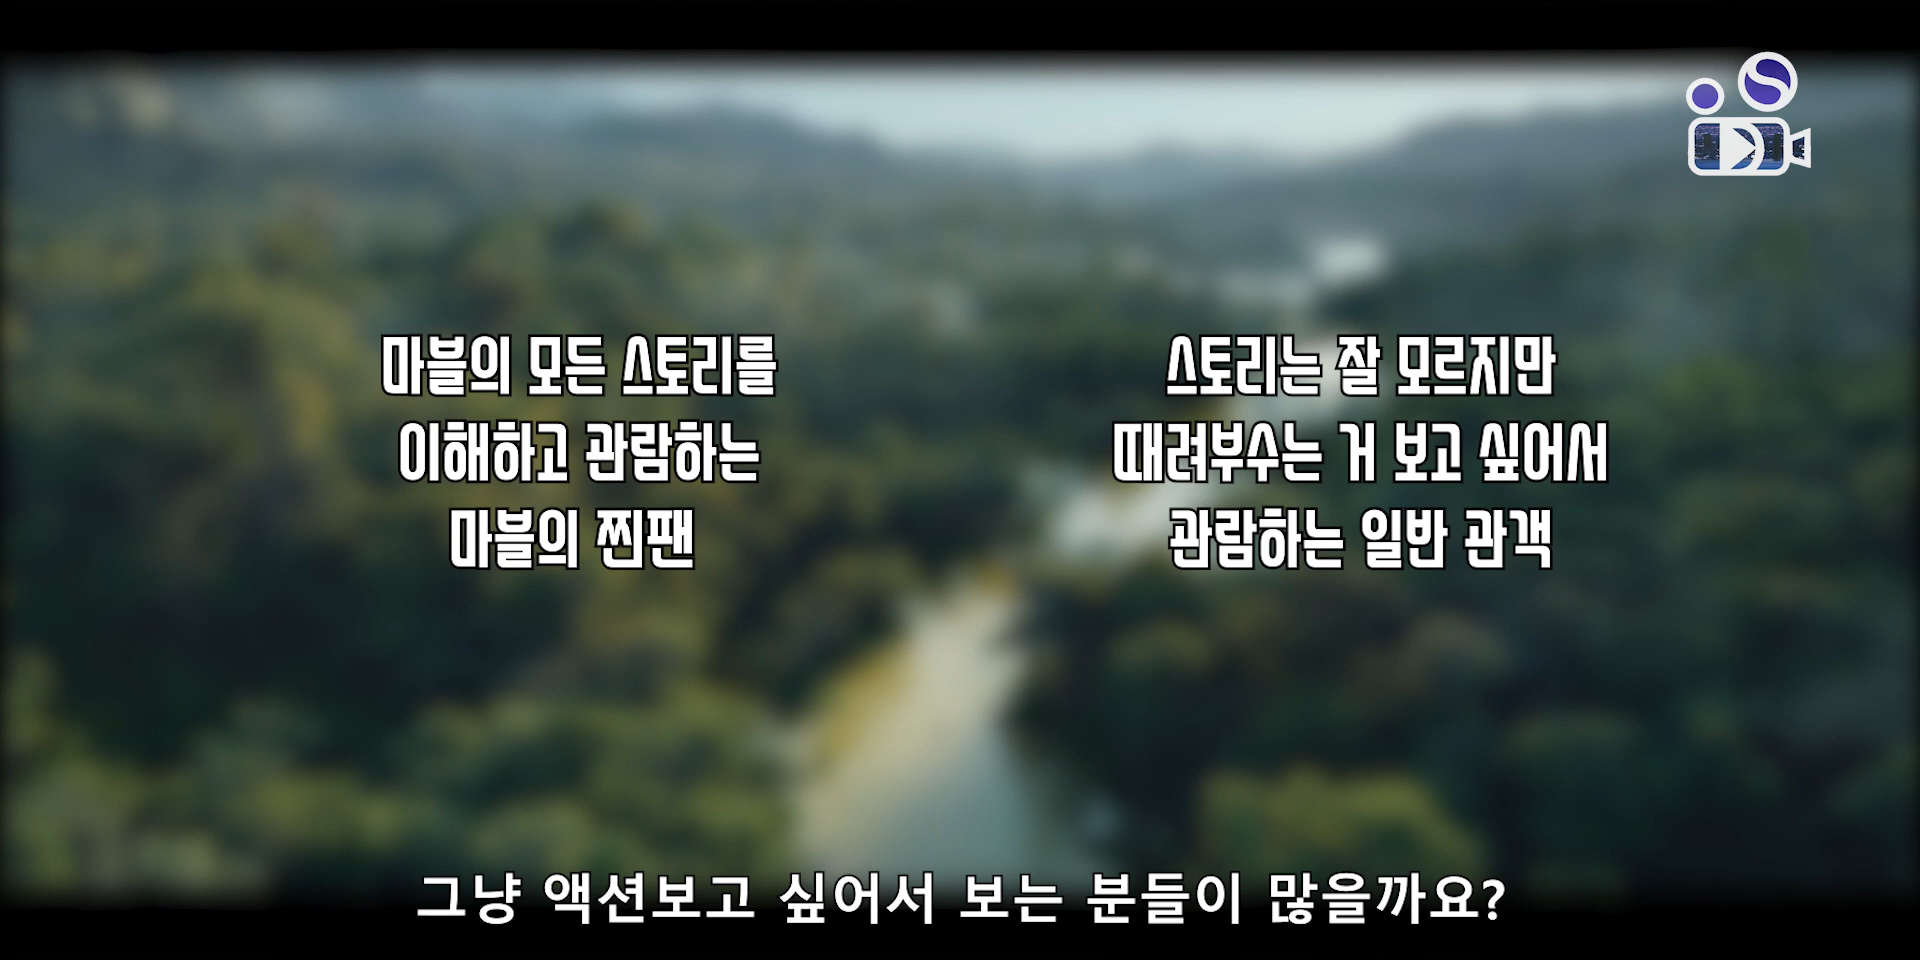 마블의 모든 스토리를
이해하고 관람하는
마블의 찐팬
스토리는 잘 모르지만
때려부수는 거 보고 싶어서
관람하는 일반 관객
그냥 액션보고 싶어서 보는 분들이 많을까요?